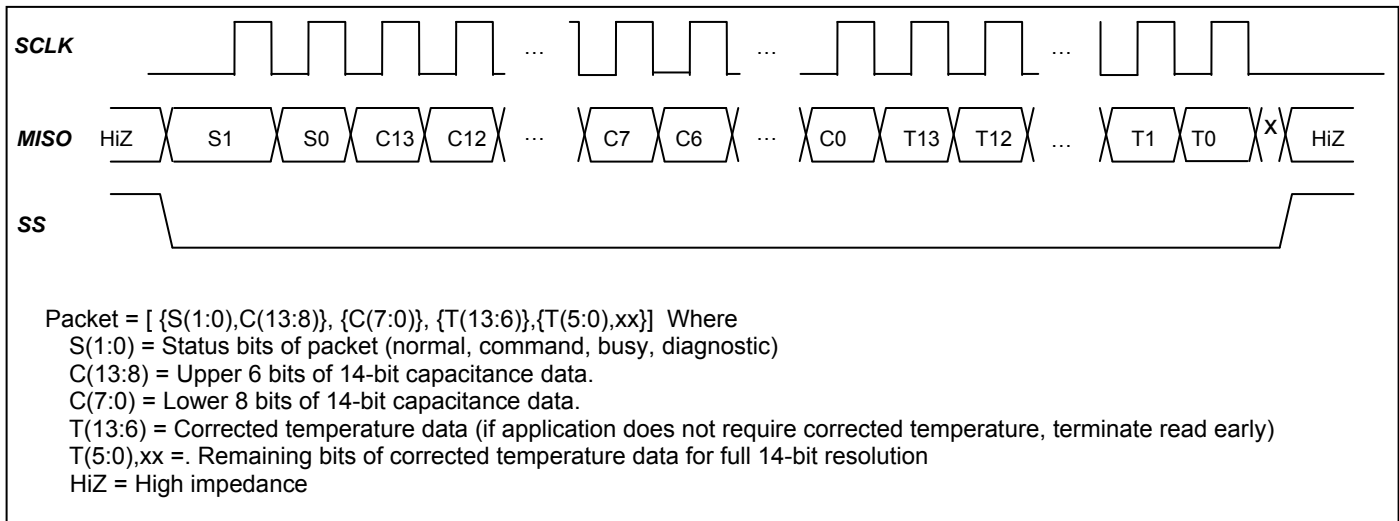 SCLK ... ... ...
MISO HiZ S1 S0 C13 C12 ... C7 C6 ... C0 T13 T12 ... T1 T0 X HiZ
SS
Packet = [ {S(1:0),C(13:8)}, {C(7:0)}, {T(13:6)},{T(5:0),xx}] Where
S(1:0) = Status bits of packet (normal, command, busy, diagnostic)
C(13:8) = Upper 6 bits of 14-bit capacitance data.
C(7:0) = Lower 8 bits of 14-bit capacitance data.
T(13:6) = Corrected temperature data (if application does not require corrected temperature, terminate read early)
T(5:0),xx =. Remaining bits of corrected temperature data for full 14-bit resolution
HiZ = High impedance